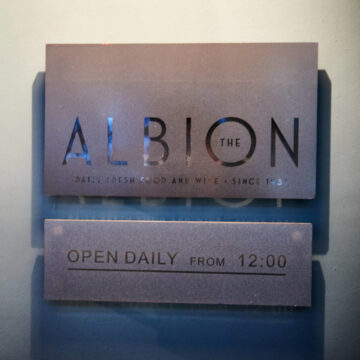 THE ALBION
DAILY FRESH FOOD AND WINE • SINCE
OPEN DAILY FROM 12:00